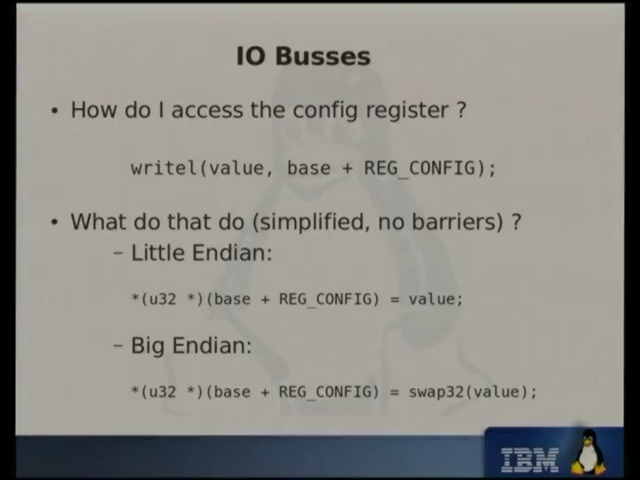 IO Busses
• How do I access the config register ?
writel(value, base + REG_CONFIG);
• What do that do (simplified, no barriers) ?
– Little Endian:
*(u32 *)(base + REG_CONFIG) = value;
– Big Endian:
*(u32 *)(base + REG_CONFIG) = swap32(value);
IBM